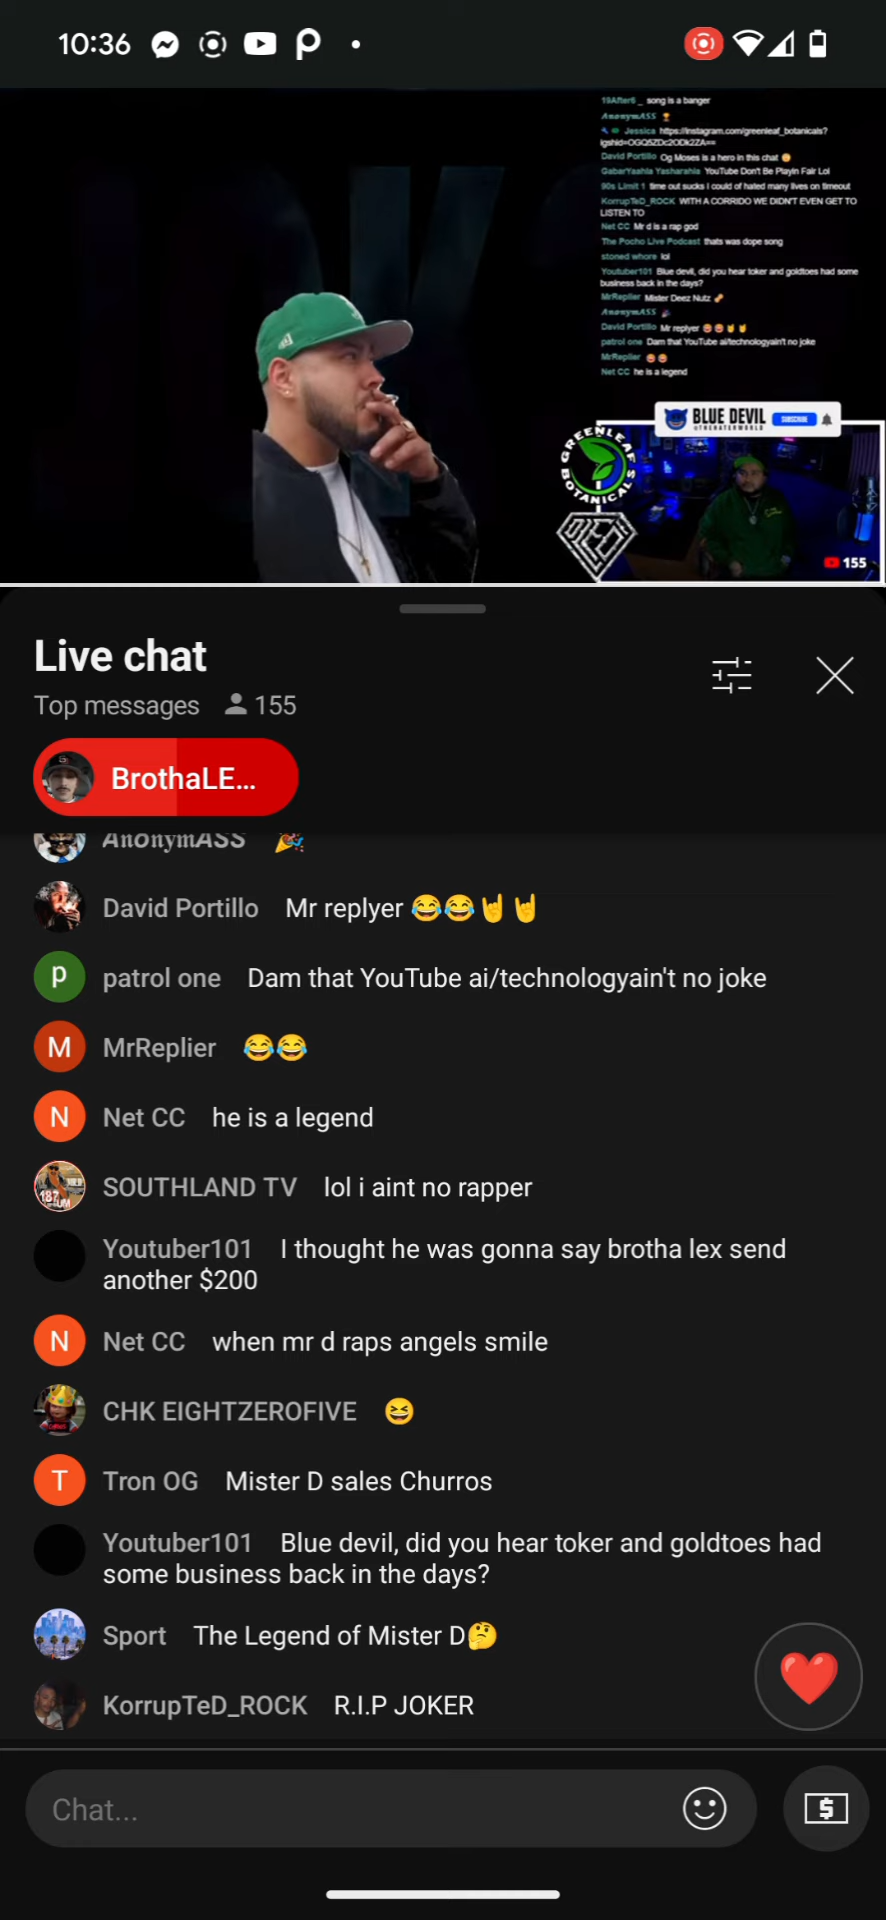 10:36
19After6 _ song is a banger
AnonymASS 🏆
Jessica https://instagram.com/greenleaf_botanicals?
igshid=OGQ5ZDc2ODk2ZA==
David Portillo Og Moses is a hero in this chat
GabarYaahla Yasharahla YouTube Don't Be Playin Fair Lol
90s Limit 1 time out sucks I could of hated many lives on timeout
KorrupTeD_ROCK WITH A CORRIDO WE DIDN'T EVEN GET TO
LISTEN TO
Net CC Mr d is a rap god
The Pocho Live Podcast thats was dope song
stoned whore lol
Youtuber101 Blue devil, did you hear toker and goldtoes had some
business back in the days?
MrReplier Mister Deez Nutz
AnonymASS 🎉
David Portillo Mr replyer 😂😂🤘🤘
patrol one Dam that YouTube ai/technologyain't no joke
MrReplier 😂😂
Net CC he is a legend
BLUE DEVIL
@THEHATERWORLD
SUBSCRIBE
GREENLEAF
BOTANICALS
155
Live chat
Top messages 155
BrothaLE...
AnonymASS 🎉
David Portillo Mr replyer 😂😂🤘🤘
patrol one Dam that YouTube ai/technologyain't no joke
MrReplier 😂😂
Net CC he is a legend
SOUTHLAND TV lol i aint no rapper
Youtuber101 I thought he was gonna say brotha lex send
another $200
Net CC when mr d raps angels smile
CHK EIGHTZEROFIVE 😆
Tron OG Mister D sales Churros
Youtuber101 Blue devil, did you hear toker and goldtoes had
some business back in the days?
Sport The Legend of Mister D🤔
KorrupTeD_ROCK R.I.P JOKER
Chat...